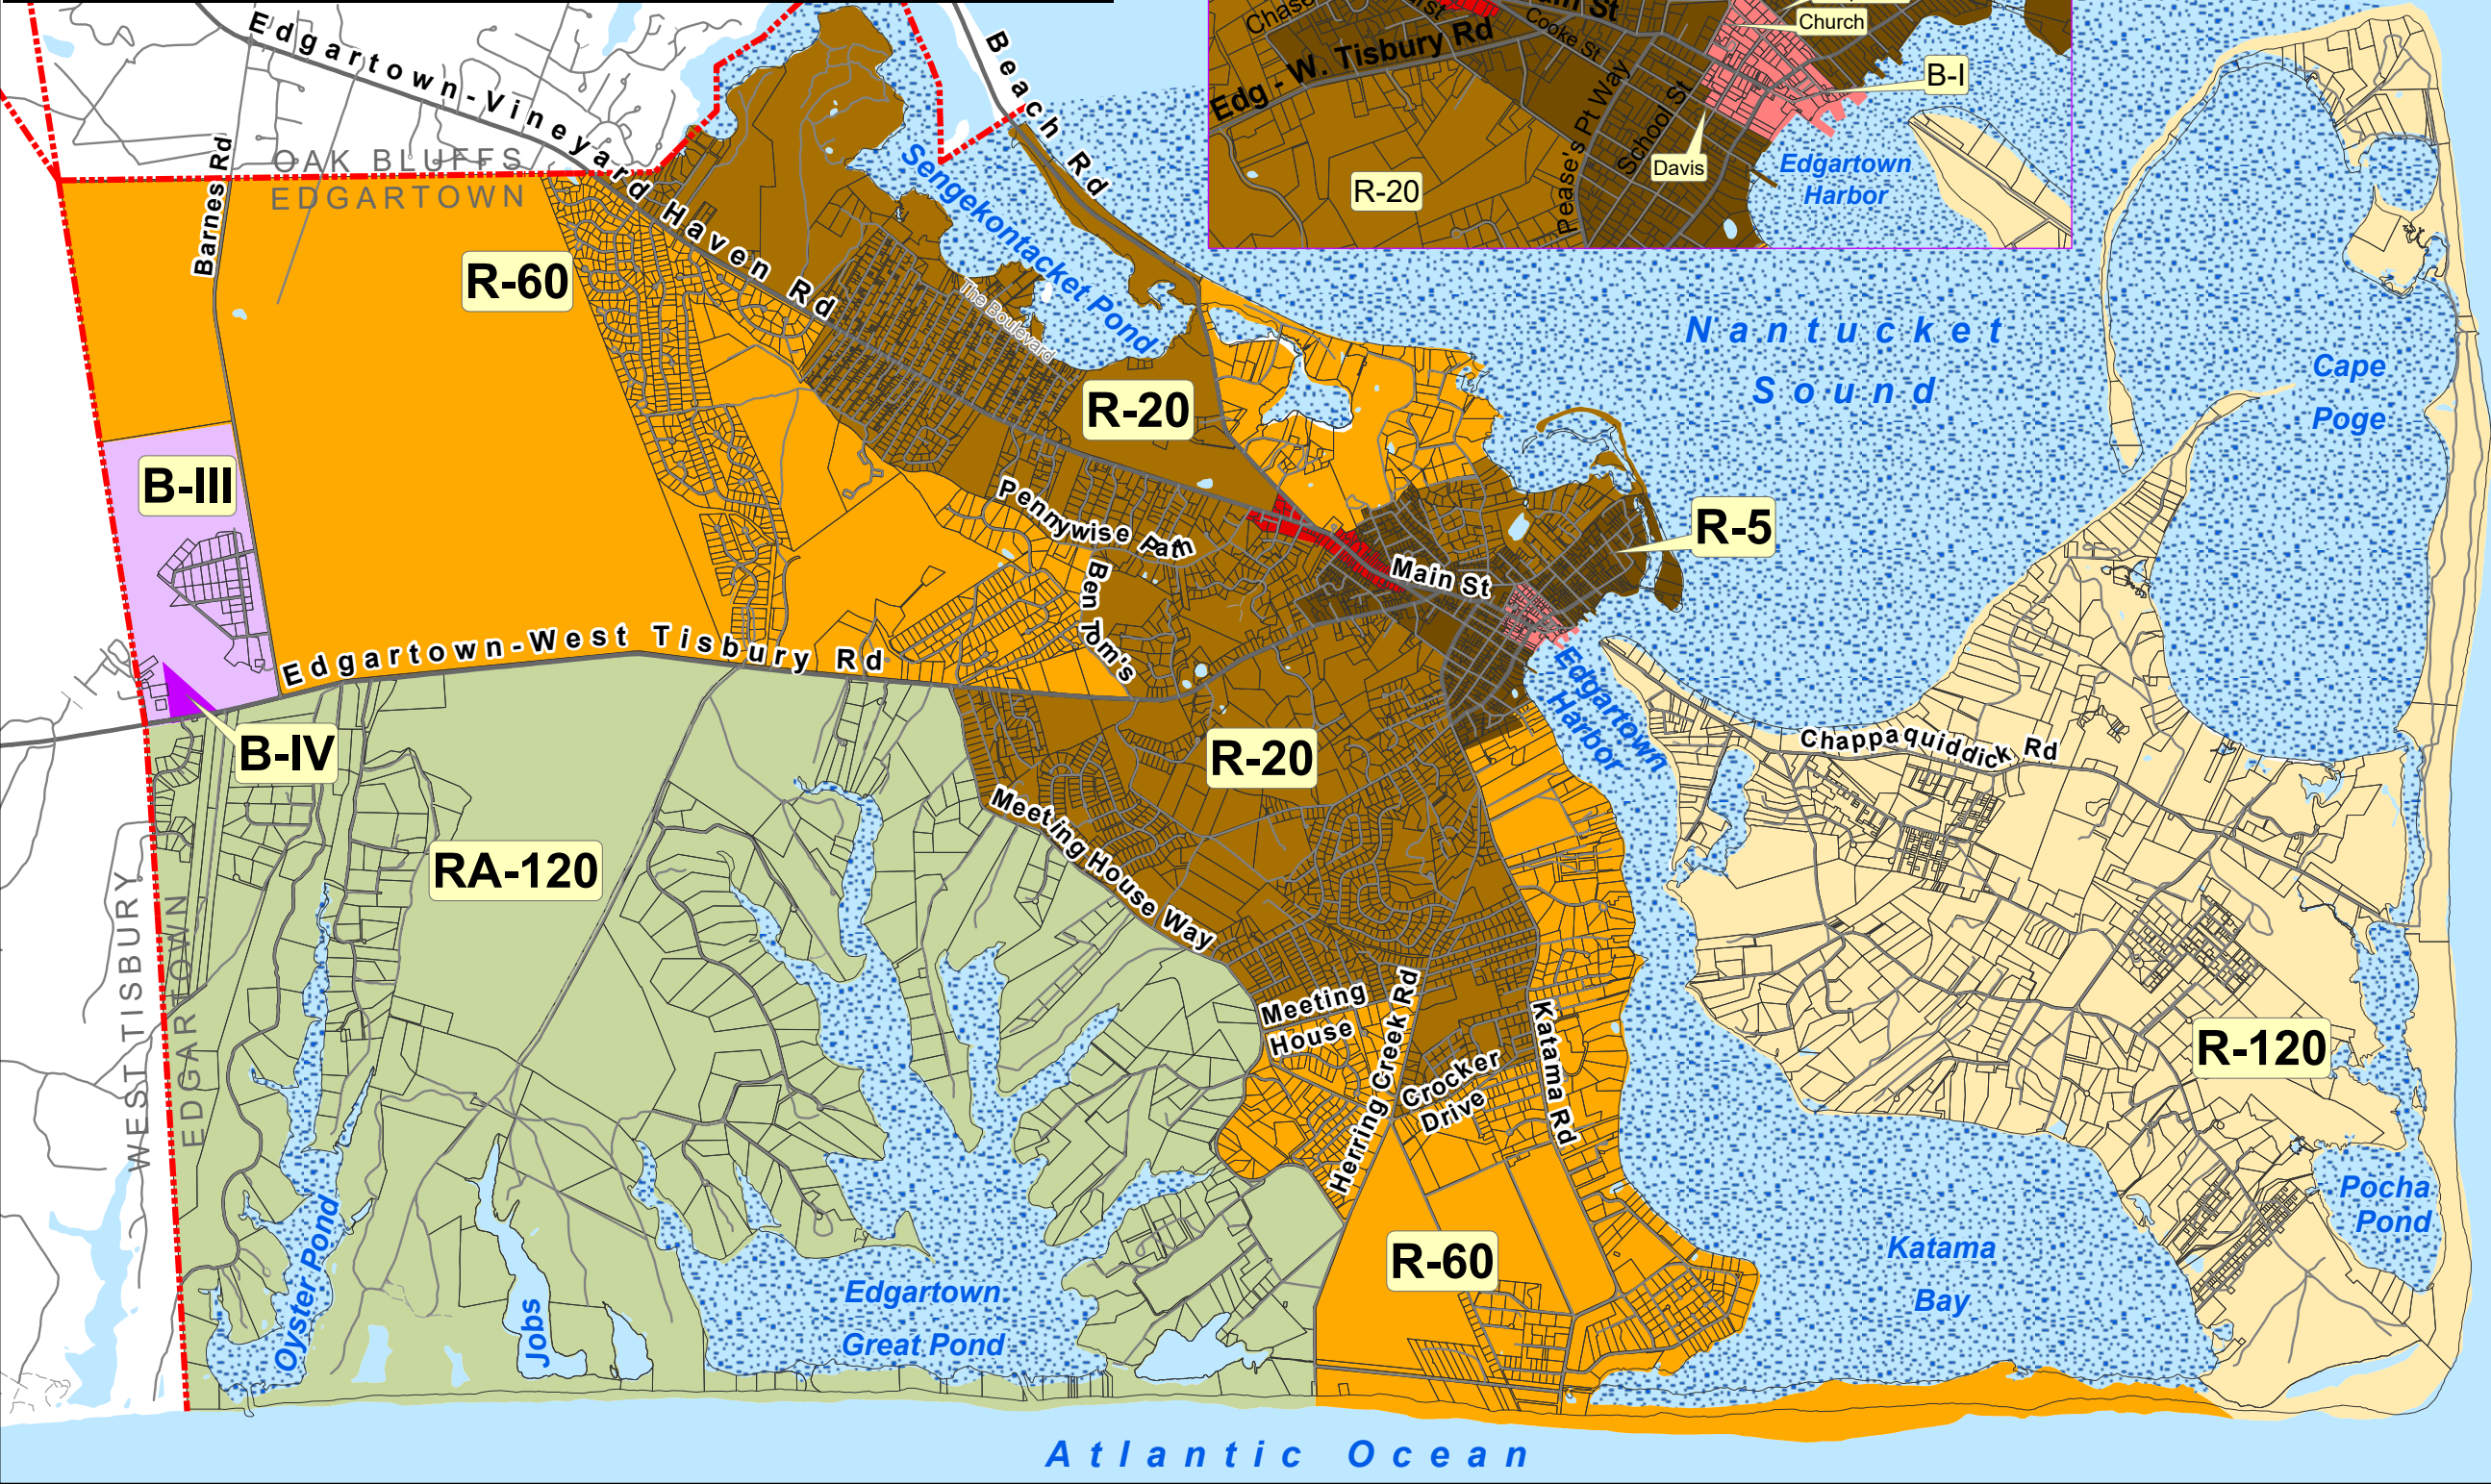 Edgartown-Vineyard Haven Rd
Beach Rd
Barnes Rd
OAK BLUFFS
EDGARTOWN
Sengekontacket Pond
The Boulevard
Chase
Main St
Cooke St
Edg - W. Tisbury Rd
Church
B-I
Pease's Pt Way
School St
Davis
R-20
Edgartown
Harbor
R-60
Nantucket
Sound
Cape
Poge
R-20
B-III
Pennywise Path
Main St
R-5
Ben Tom's
Edgartown-West Tisbury Rd
Edgartown
Harbor
B-IV
R-20
Chappaquiddick Rd
Meeting House Way
RA-120
WEST TISBURY
EDGARTOWN
Meeting
House
Herring Creek Rd
Crocker
Drive
Katama Rd
R-120
Pocha
Pond
Oyster Pond
Jobs
Edgartown
Great Pond
R-60
Katama
Bay
Atlantic Ocean